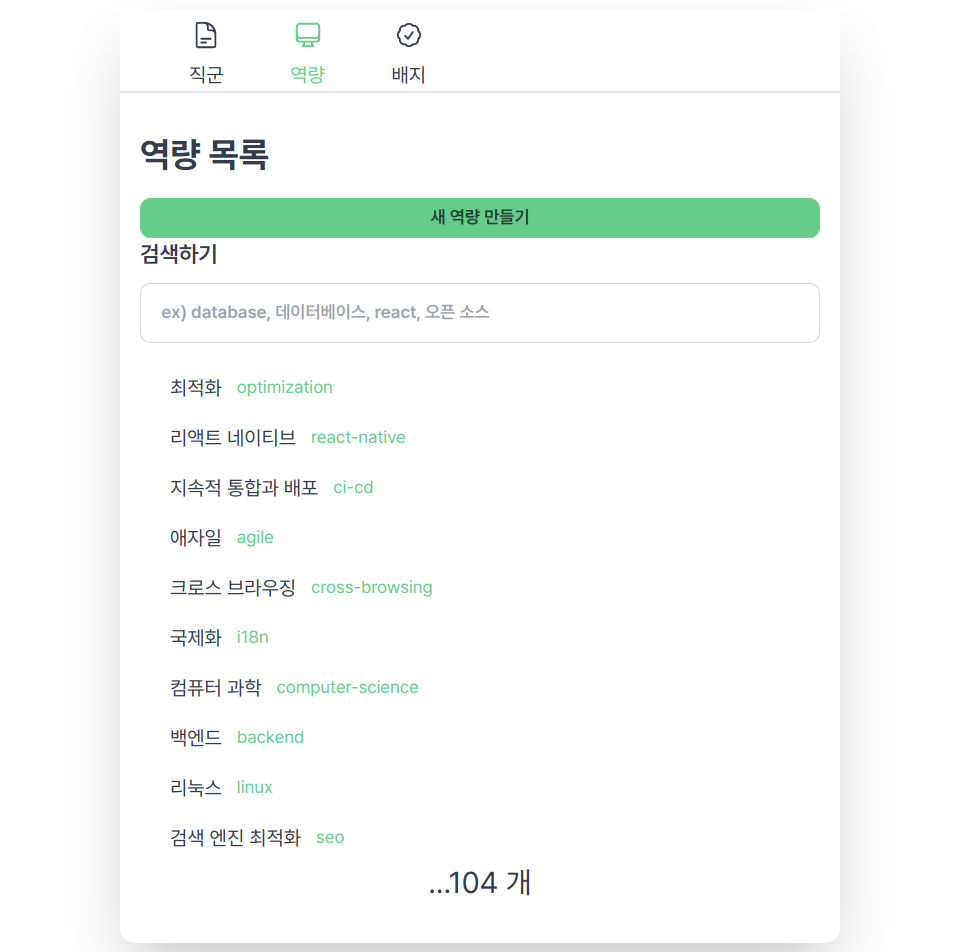 직군 역량 배지
역량 목록
새 역량 만들기
검색하기
ex) database, 데이터베이스, react, 오픈 소스
최적화 optimization
리액트 네이티브 react-native
지속적 통합과 배포 ci-cd
애자일 agile
크로스 브라우징 cross-browsing
국제화 i18n
컴퓨터 과학 computer-science
백엔드 backend
리눅스 linux
검색 엔진 최적화 seo
...104 개